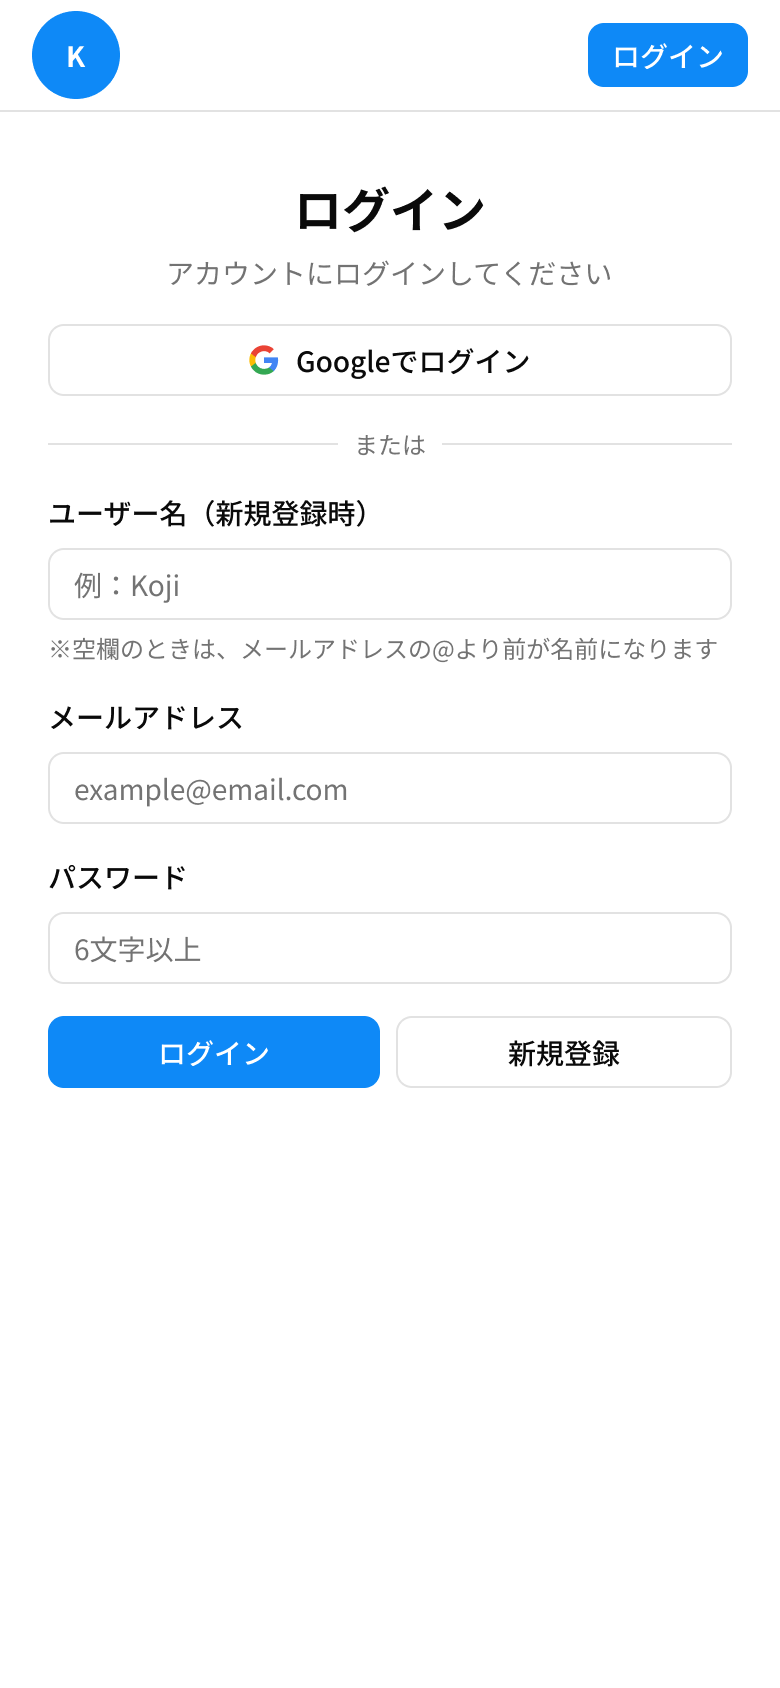 K
ログイン
ログイン
アカウントにログインしてください
Googleでログイン
または
ユーザー名（新規登録時）
例：Koji
※空欄のときは、メールアドレスの@より前が名前になります
メールアドレス
example@email.com
パスワード
6文字以上
ログイン
新規登録